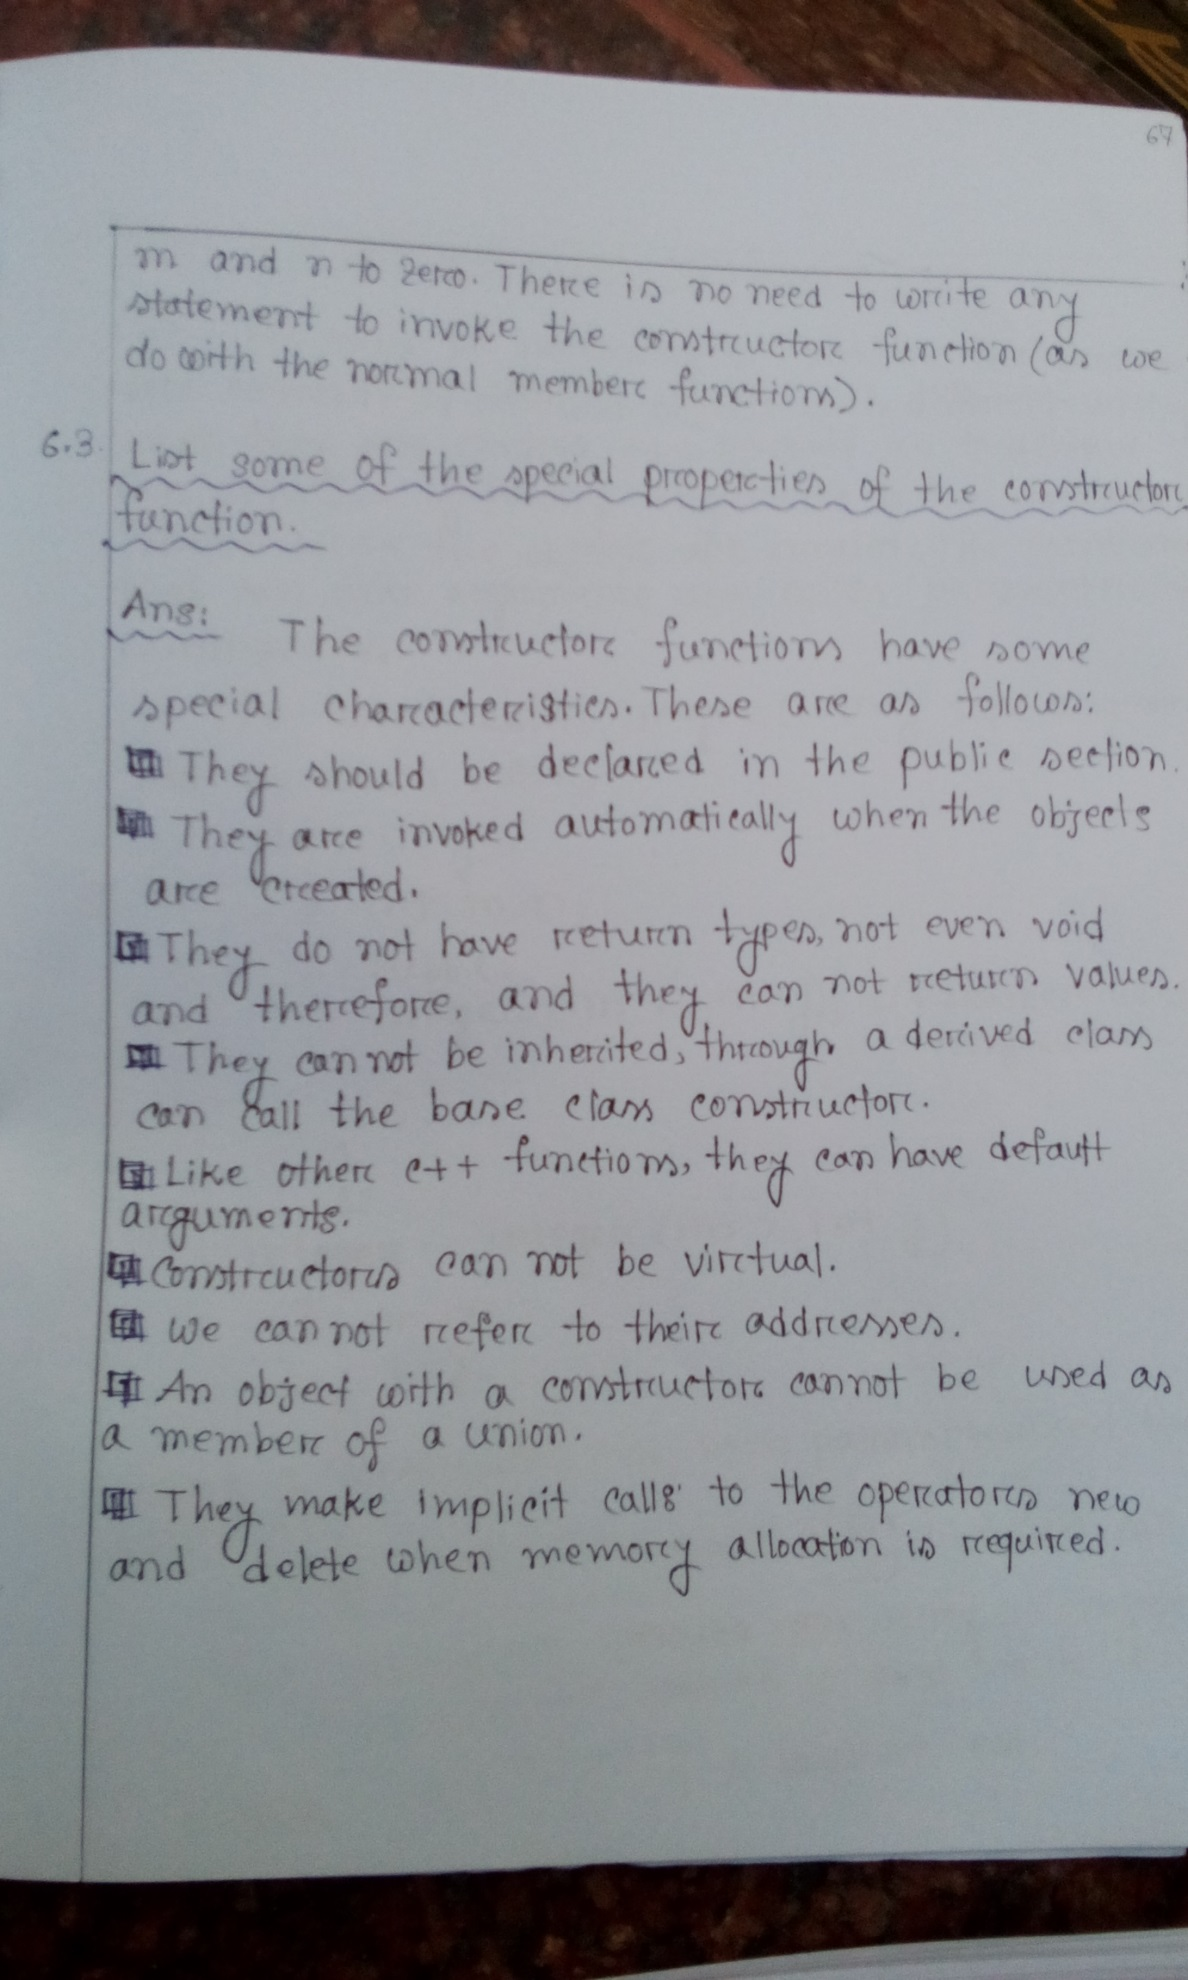 67
m and n to zero. There is no need to write any
statement to invoke the constructor function (as we
do with the normal member functions).
6.3. List some of the special properties of the constructor
function.
Ans:
The constructor functions have some
special characteristics. These are as follows:
They should be declared in the public section.
They are invoked automatically when the objects
are created.
They do not have return types, not even void
and therefore, and they can not return values.
They can not be inherited, through a derived class
can call the base class constructor.
Like other c++ functions, they can have default
arguments.
Constructors can not be virtual.
We can not refer to their addresses.
An object with a constructor cannot be used as
a member of a union.
They make implicit calls to the operators new
and delete when memory allocation is required.